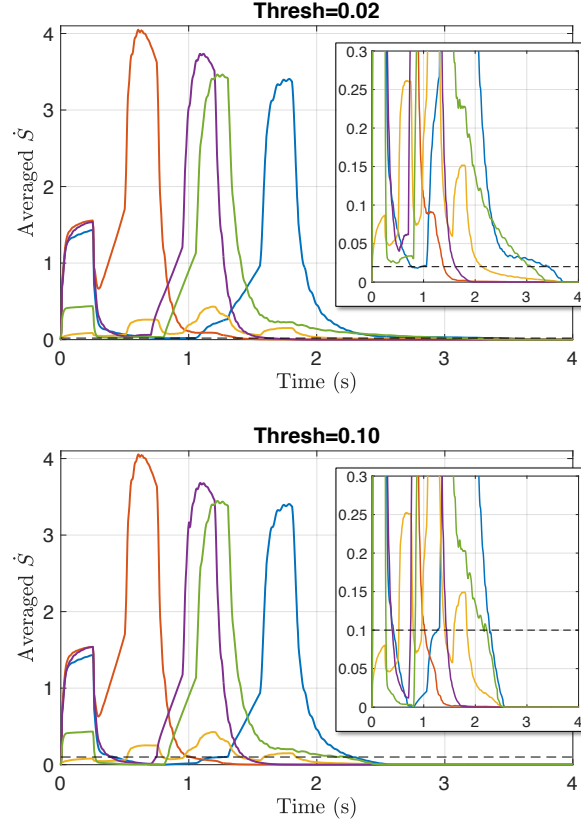 Thresh=0.02
Averaged Ṡ
4
3
2
1
0
0 1 2 3 4
Time (s)
0.3
0.25
0.2
0.15
0.1
0.05
0
0 1 2 3 4
Thresh=0.10
Averaged Ṡ
4
3
2
1
0
0 1 2 3 4
Time (s)
0.3
0.25
0.2
0.15
0.1
0.05
0
0 1 2 3 4